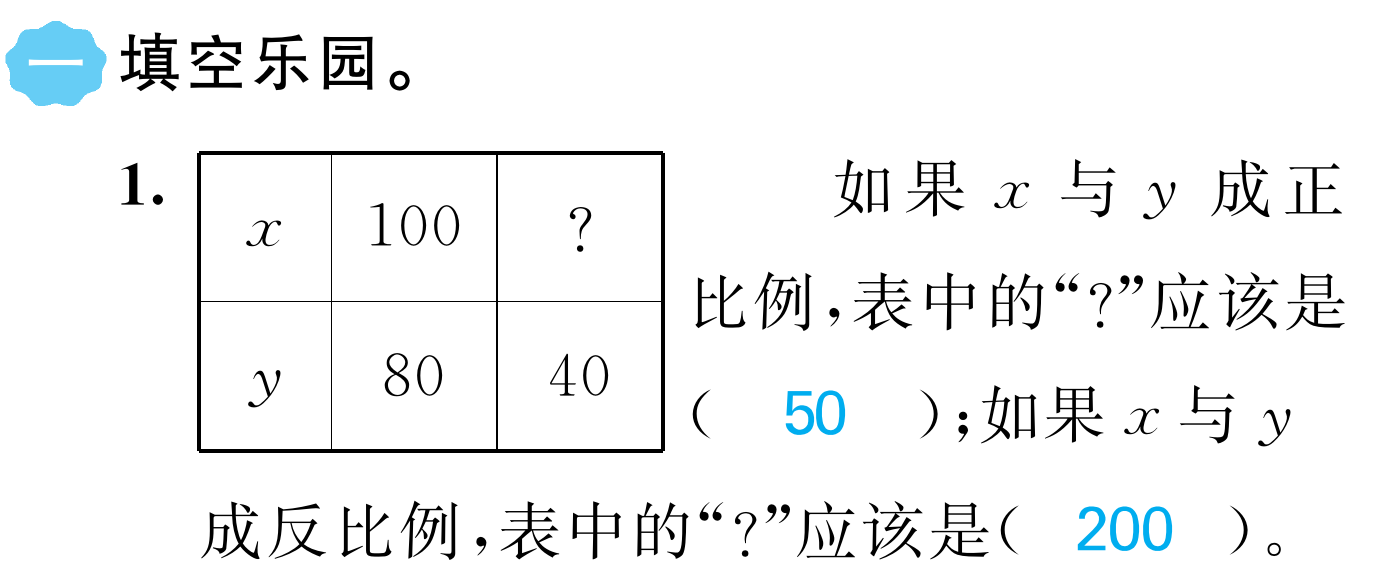 一 填空乐园。
1. x 100 ? 如果 x 与 y 成正
比例,表中的“?”应该是
y 80 40 ( 50 );如果 x 与 y
成反比例,表中的“?”应该是( 200 )。